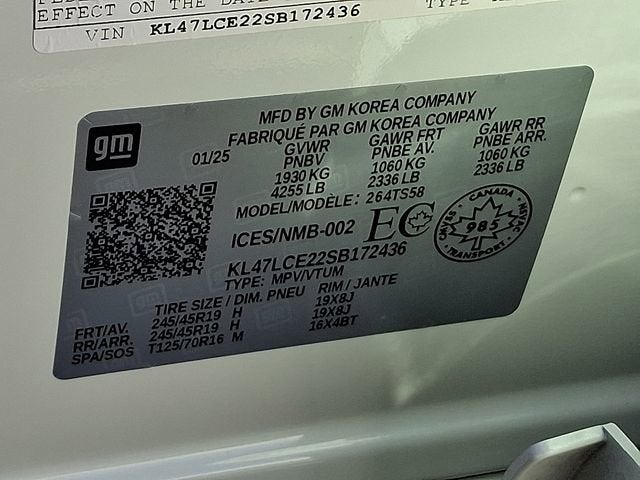 EFFECT ON THE DATE
VIN KL47LCE22SB172436
TYPE
gm
MFD BY GM KOREA COMPANY
FABRIQUÉ PAR GM KOREA COMPANY
01/25 GVWR GAWR FRT GAWR RR
PNBV PNBE AV. PNBE ARR.
1930 KG 1060 KG 1060 KG
4255 LB 2336 LB 2336 LB
MODEL/MODÈLE: 264TS58
ICES/NMB-002 EC
CANADA
985
TRANSPORT
KL47LCE22SB172436
TYPE: MPV/VTUM
TIRE SIZE / DIM. PNEU RIM / JANTE
FRT/AV. 245/45R19 H 19X8J
RR/ARR. 245/45R19 H 19X8J
SPA/SOS T125/70R16 M 16X4BT